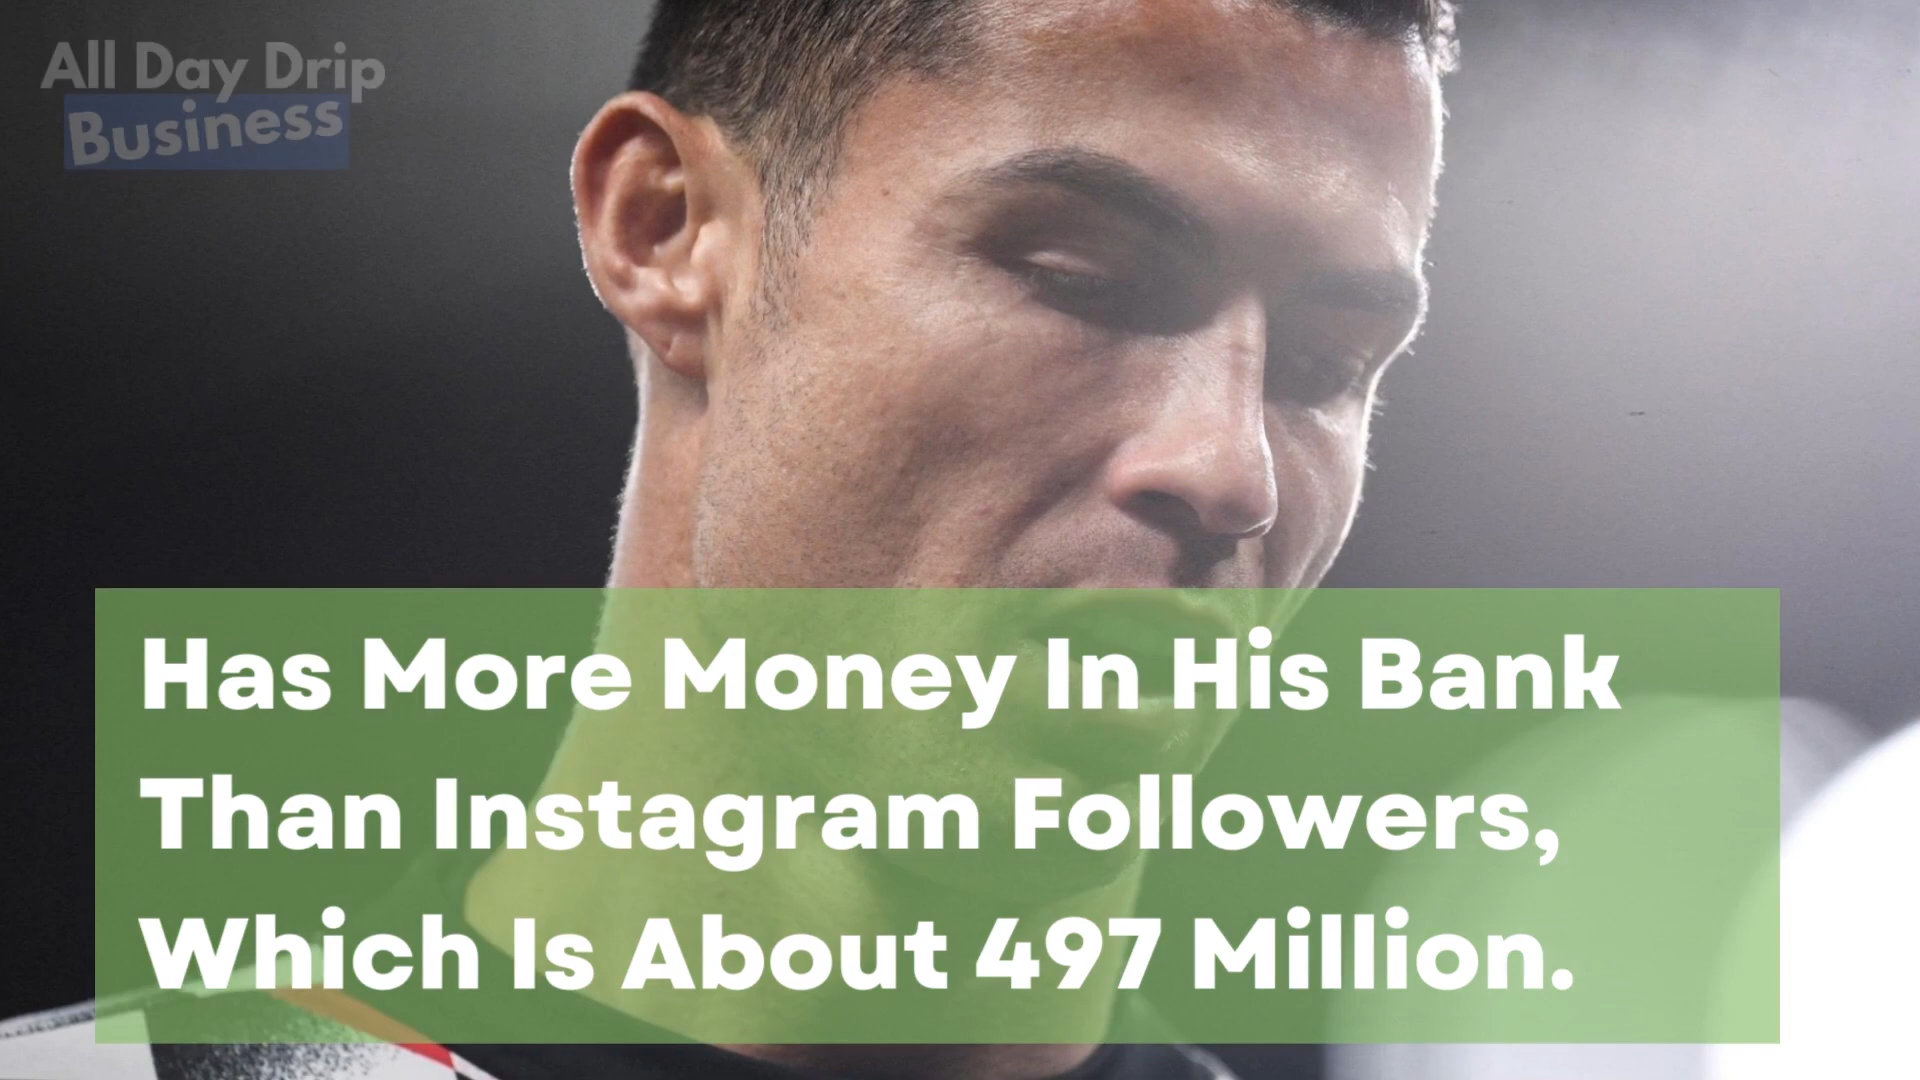 All Day Drip
Business
Has More Money In His Bank
Than Instagram Followers,
Which Is About 497 Million.